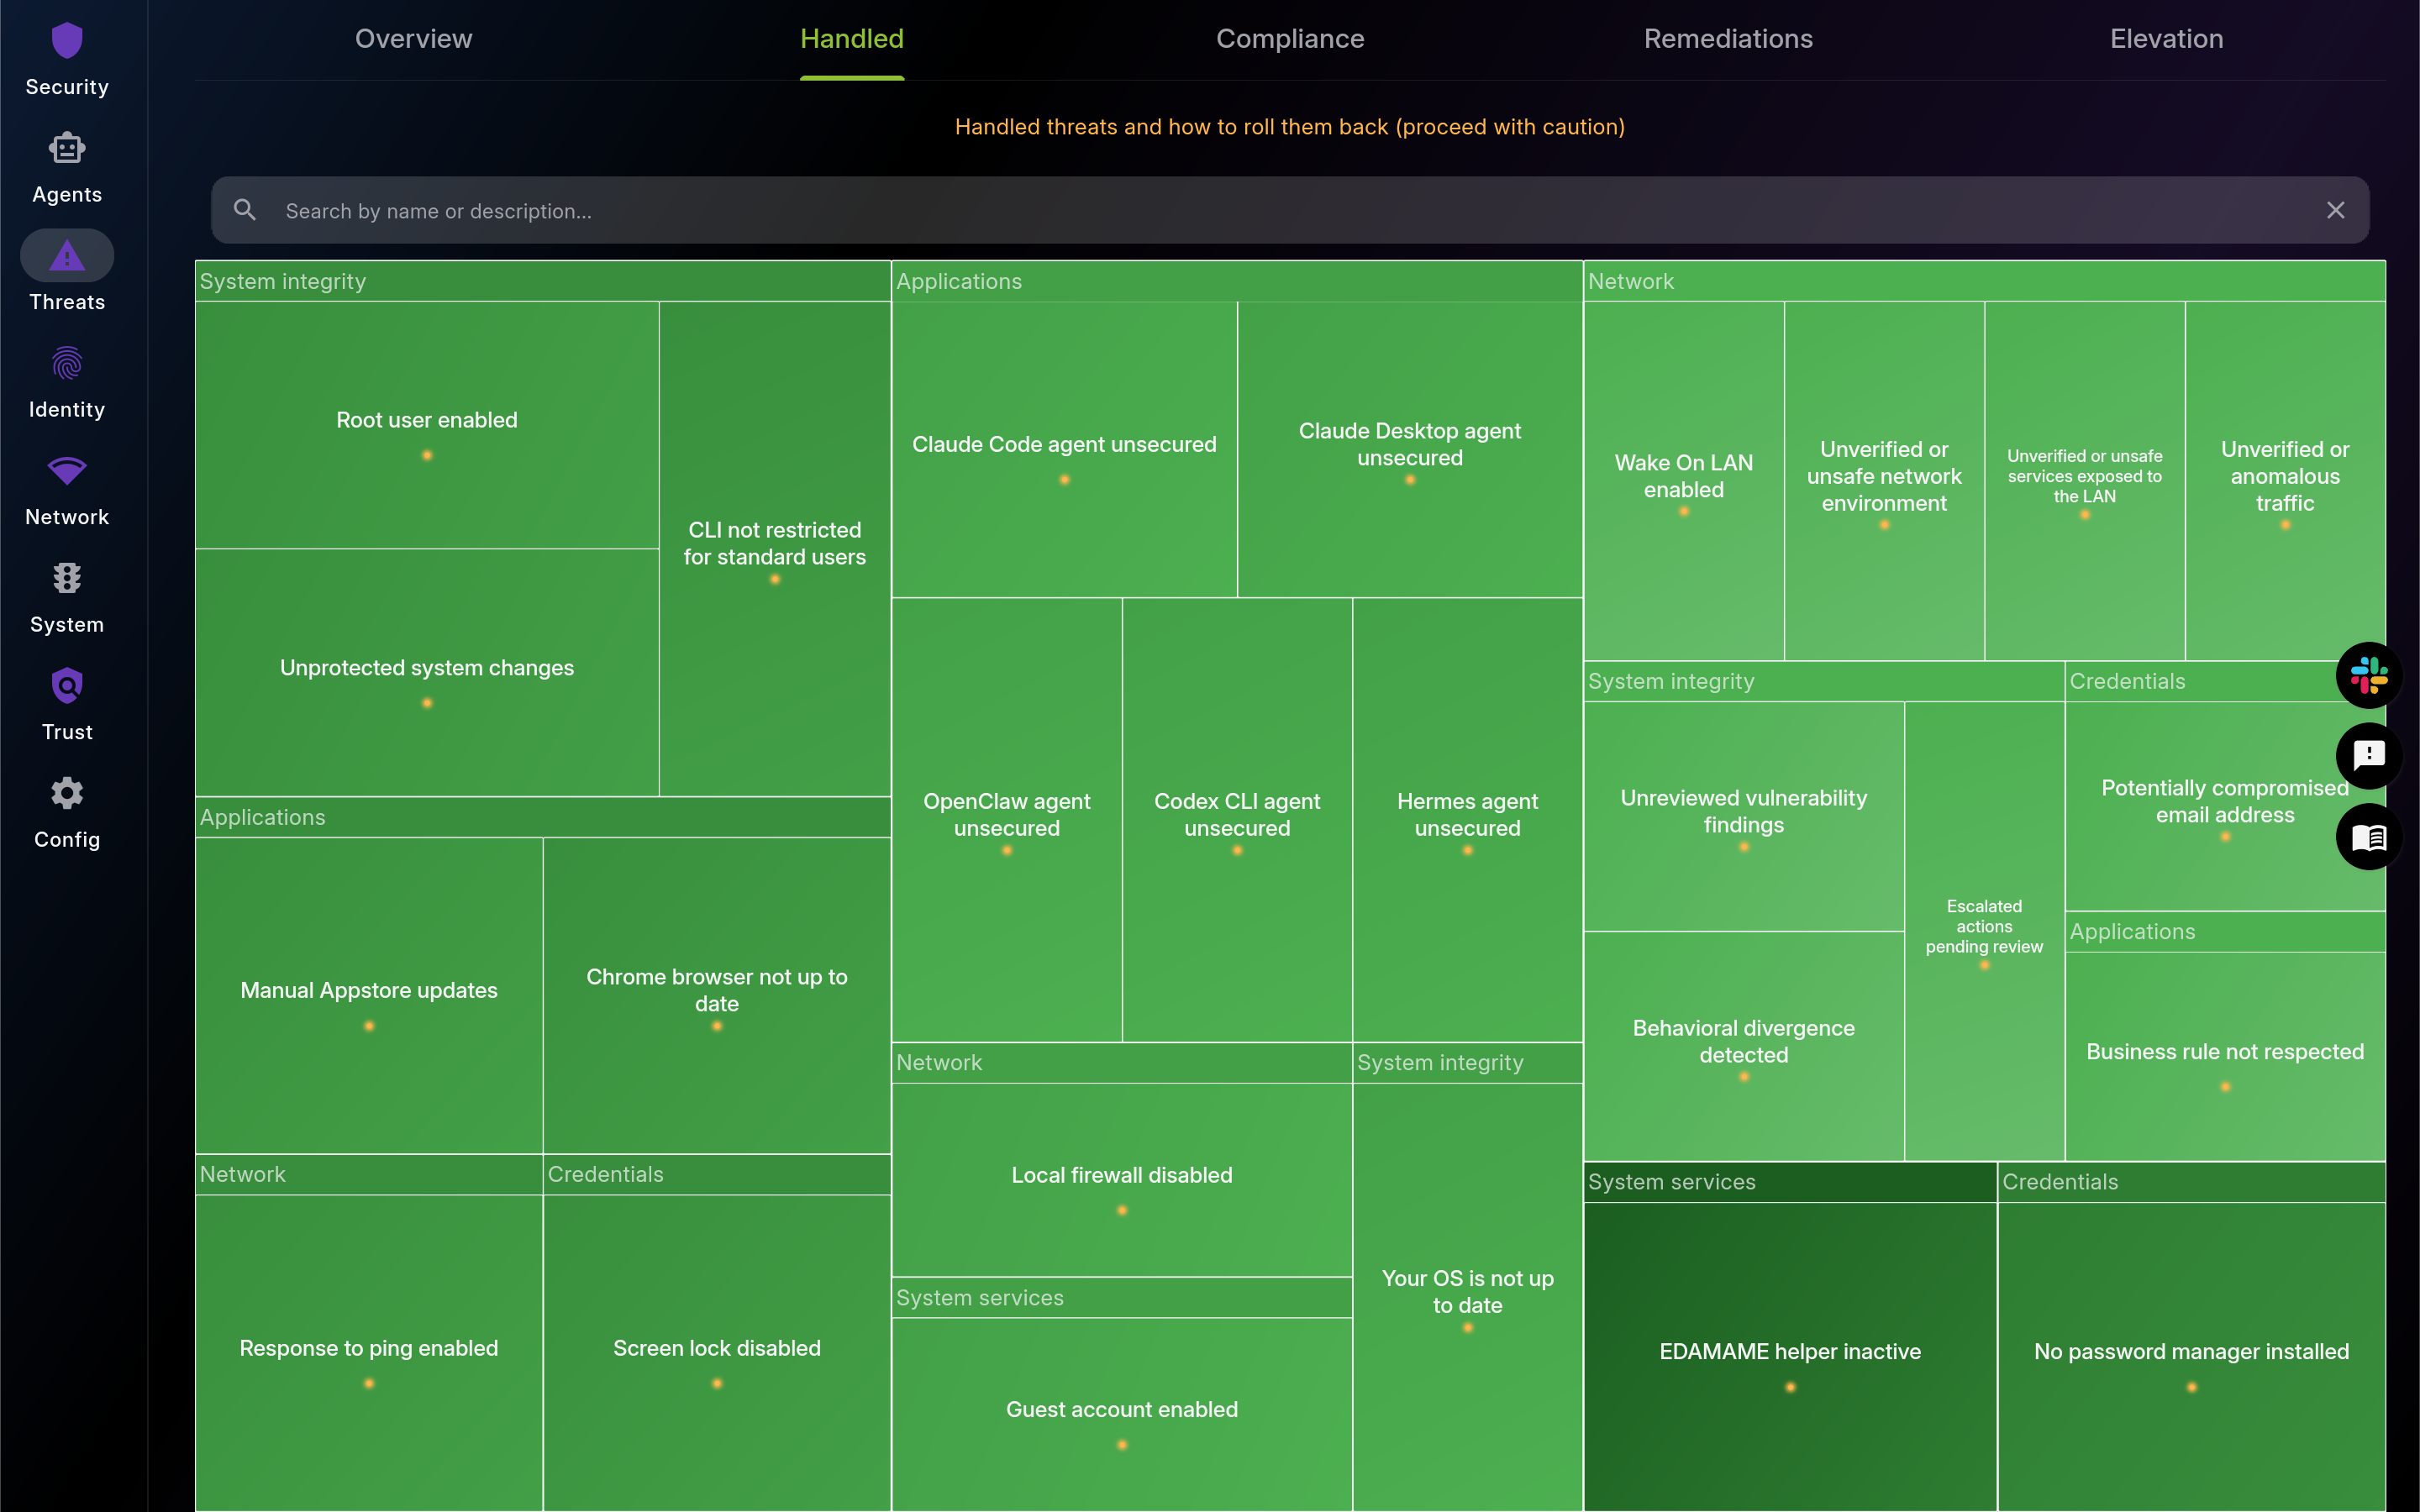 Security
Agents
Threats
Identity
Network
System
Trust
Config
Overview
Handled
Compliance
Remediations
Elevation
Handled threats and how to roll them back (proceed with caution)
Search by name or description...
System integrity
Root user enabled
Unprotected system changes
CLI not restricted
for standard users
Applications
Manual Appstore updates
Chrome browser not up to
date
Network
Response to ping enabled
Credentials
Screen lock disabled
Applications
Claude Code agent unsecured
Claude Desktop agent
unsecured
OpenClaw agent
unsecured
Codex CLI agent
unsecured
Hermes agent
unsecured
Network
Local firewall disabled
System services
Guest account enabled
System integrity
Your OS is not up
to date
Network
Wake On LAN
enabled
Unverified or
unsafe network
environment
Unverified or unsafe
services exposed to
the LAN
Unverified or
anomalous
traffic
System integrity
Unreviewed vulnerability
findings
Behavioral divergence
detected
Escalated
actions
pending review
Credentials
Potentially compromised
email address
Applications
Business rule not respected
System services
EDAMAME helper inactive
Credentials
No password manager installed